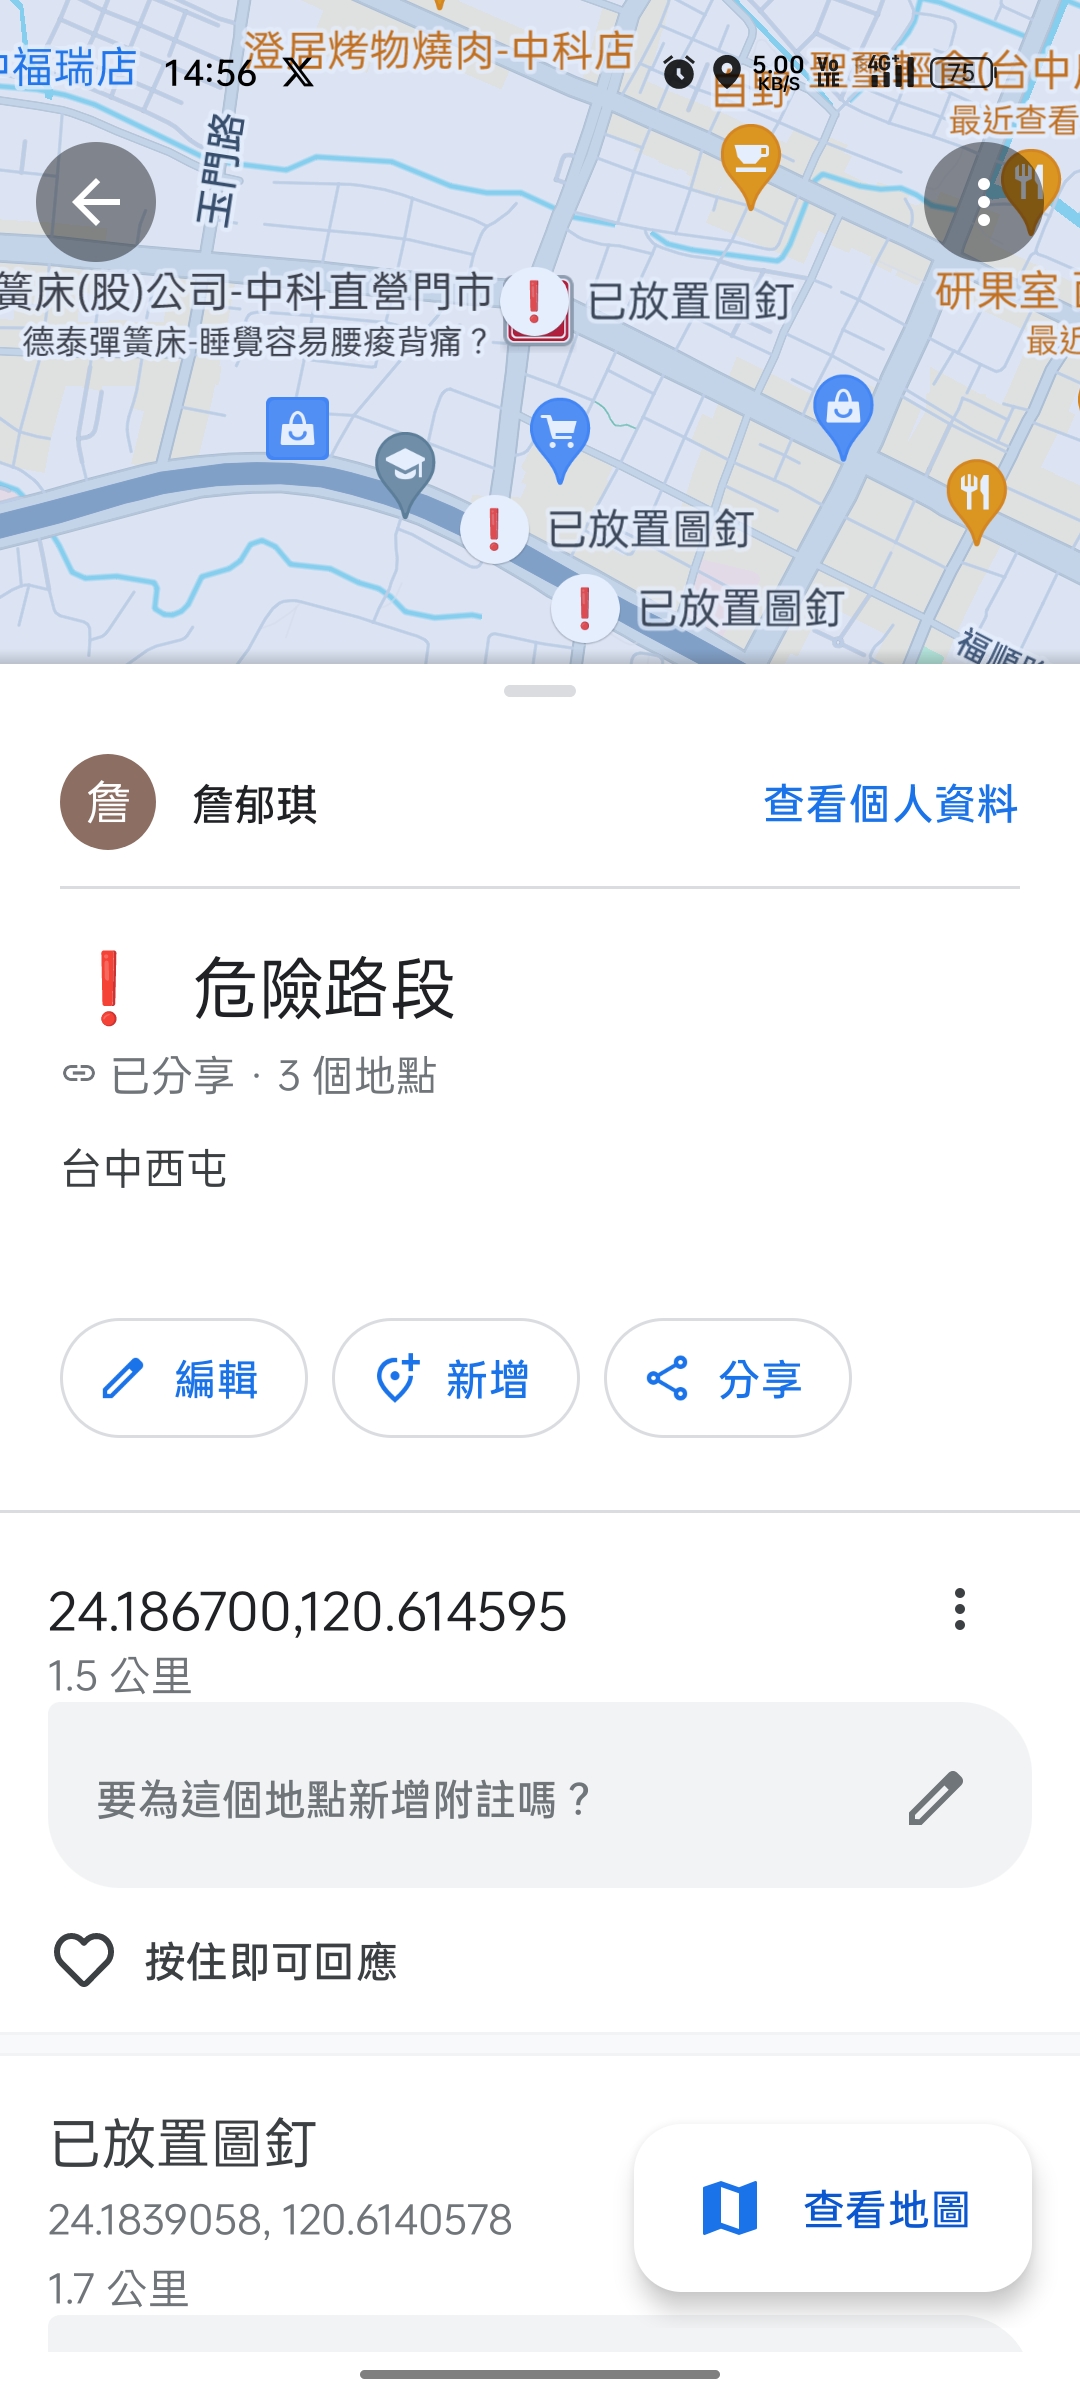 中福瑞店
14:56
澄居烤物燒肉-中科店
5.00
KB/S
Vo
LTE
4G+
75
最近查看
玉門路
簧床(股)公司-中科直營門市
德泰彈簧床-睡覺容易腰痠背痛？
已放置圖釘
研果室
最近
已放置圖釘
已放置圖釘
福順路
詹
詹郁琪
查看個人資料
危險路段
已分享 · 3 個地點
台中西屯
編輯
新增
分享
24.186700,120.614595
1.5 公里
要為這個地點新增附註嗎？
按住即可回應
已放置圖釘
24.1839058, 120.6140578
1.7 公里
查看地圖